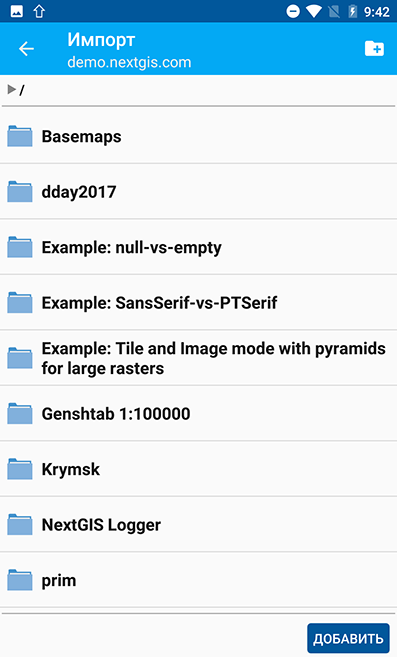 9:42
Импорт
demo.nextgis.com
/
Basemaps
dday2017
Example: null-vs-empty
Example: SansSerif-vs-PTSerif
Example: Tile and Image mode with pyramids
for large rasters
Genshtab 1:100000
Krymsk
NextGIS Logger
prim
ДОБАВИТЬ